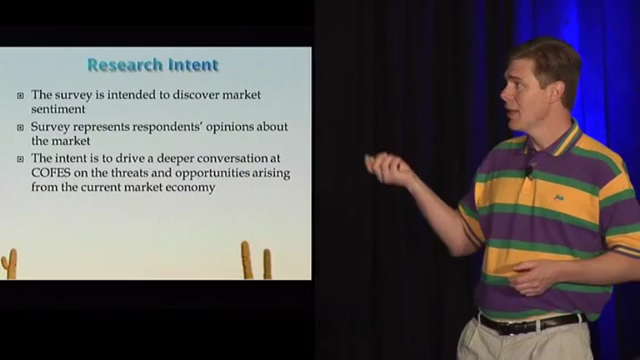 Research Intent
The survey is intended to discover market
sentiment
Survey represents respondents' opinions about
the market
The intent is to drive a deeper conversation at
COFES on the threats and opportunities arising
from the current market economy